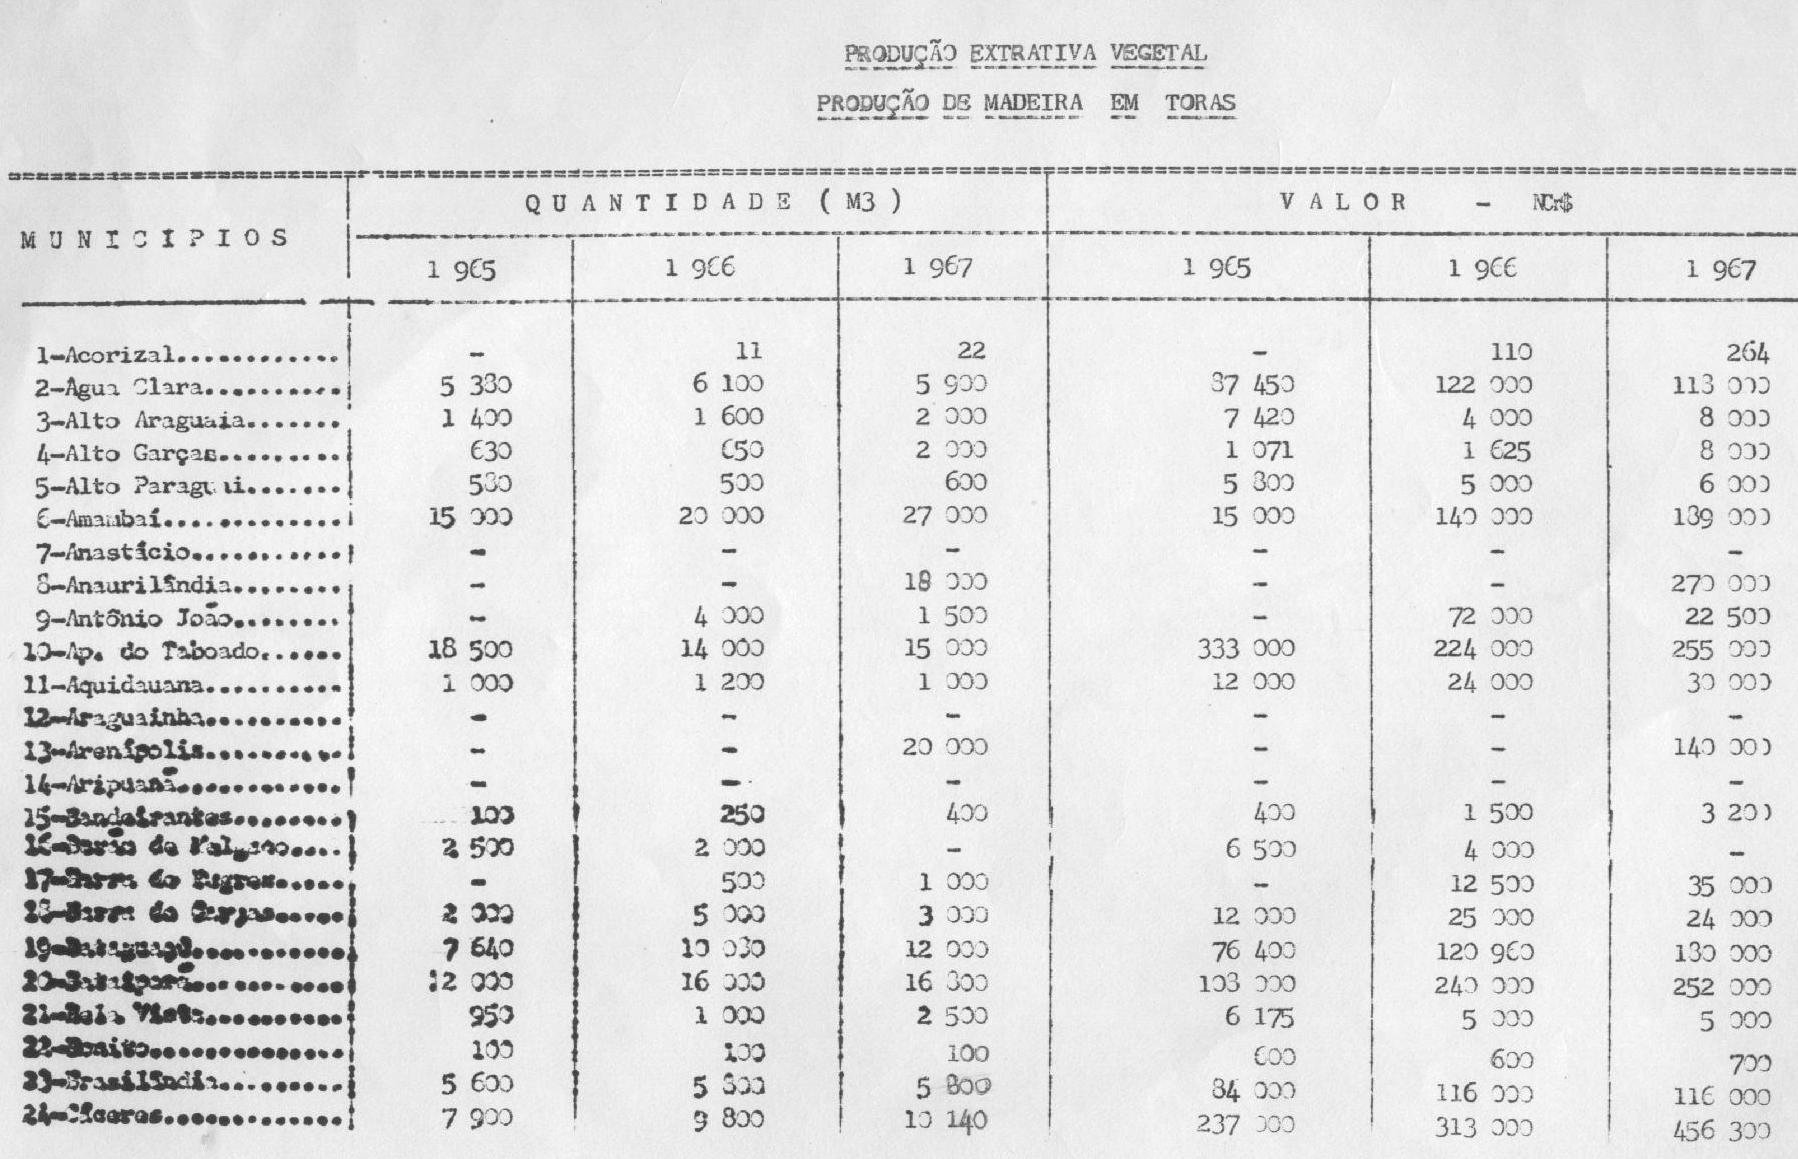 PRODUÇÃO EXTRATIVA VEGETAL
PRODUÇÃO DE MADEIRA EM TORAS
MUNICÍPIOS QUANTIDADE (M3) VALOR - NCr$
1 965 1 966 1 967 1 965 1 966 1 967
1-Acorizal............. - 11 22 - 110 264
2-Agua Clara.......... 5 380 6 100 5 900 87 450 122 000 118 000
3-Alto Araguaia....... 1 400 1 600 2 000 7 420 4 000 8 000
4-Alto Garças......... 630 650 2 000 1 071 1 625 8 000
5-Alto Paraguai....... 580 500 600 5 800 5 000 6 000
6-Amambaí............. 15 000 20 000 27 000 15 000 140 000 189 000
7-Anastácio........... - - - - - -
8-Anaurilândia........ - - 18 000 - - 270 000
9-Antônio João........ - 4 000 1 500 - 72 000 22 500
10-Ap. do Taboado...... 18 500 14 000 15 000 333 000 224 000 255 000
11-Aquidauana.......... 1 000 1 200 1 000 12 000 24 000 30 000
12-Araguainha.......... - - - - - -
13-Arenápolis.......... - - 20 000 - - 140 000
14-Aripuanã............ - - - - - -
15-Bandeirantes........ 100 250 400 400 1 500 3 200
16-Barão de Melgaço.... 2 500 2 000 - 6 500 4 000 -
17-Barra do Bugres..... - 500 1 000 - 12 500 35 000
18-Barra do Garças..... 2 000 5 000 3 000 12 000 25 000 24 000
19-Bataguaçú........... 7 640 10 080 12 000 76 400 120 960 180 000
20-Bataiporã........... 12 000 16 000 16 800 108 000 240 000 252 000
21-Bela Vista.......... 950 1 000 2 500 6 175 5 000 5 000
22-Bonito.............. 100 100 100 600 600 700
23-Brasilândia......... 5 600 5 800 5 800 84 000 116 000 116 000
24-Cáceres............. 7 900 9 800 10 140 237 000 313 000 456 300